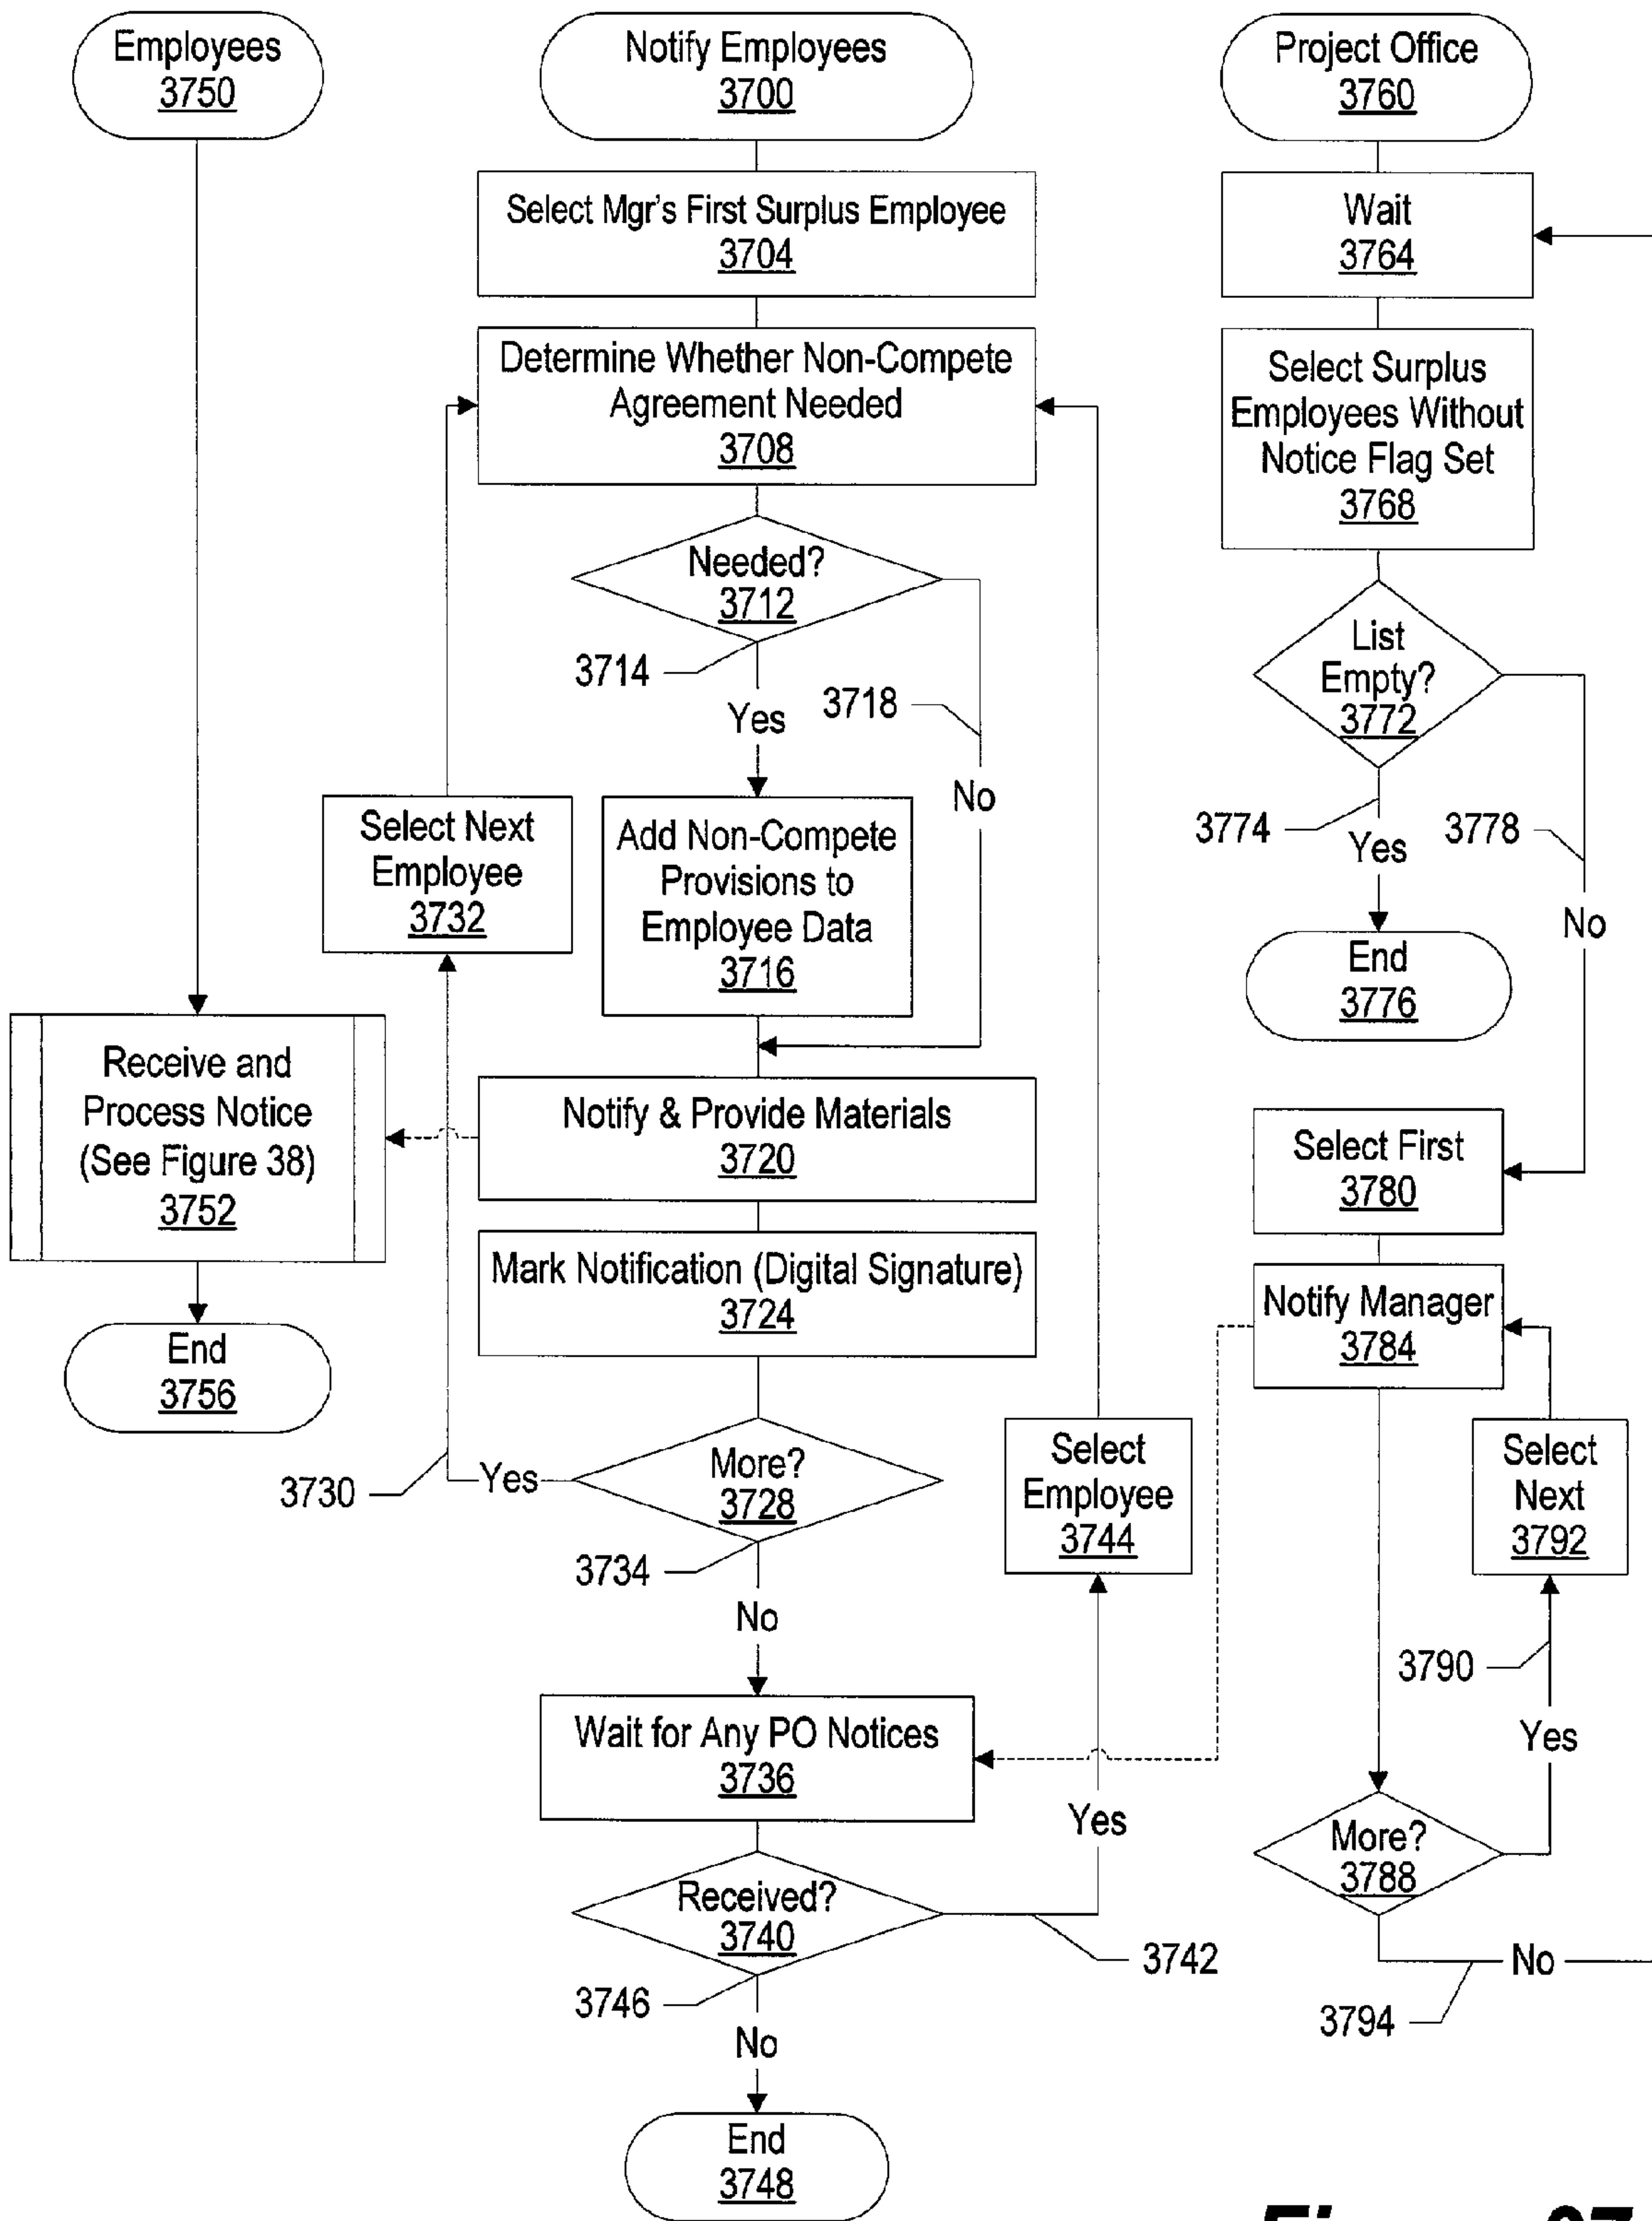 Employees
3750
Notify Employees
3700
Project Office
3760
Select Mgr's First Surplus Employee
3704
Wait
3764
Determine Whether Non-Compete
Agreement Needed
3708
Select Surplus
Employees Without
Notice Flag Set
3768
Needed?
3712
3714
Yes
3718
No
List
Empty?
3772
3774
Yes
3778
No
Select Next
Employee
3732
Add Non-Compete
Provisions to
Employee Data
3716
End
3776
Receive and
Process Notice
(See Figure 38)
3752
Notify & Provide Materials
3720
Select First
3780
Mark Notification (Digital Signature)
3724
Notify Manager
3784
End
3756
More?
3728
3730
Yes
3734
No
Select
Employee
3744
Select
Next
3792
3790
Yes
Wait for Any PO Notices
3736
Yes
More?
3788
Received?
3740
3742
3746
No
No
3794
End
3748